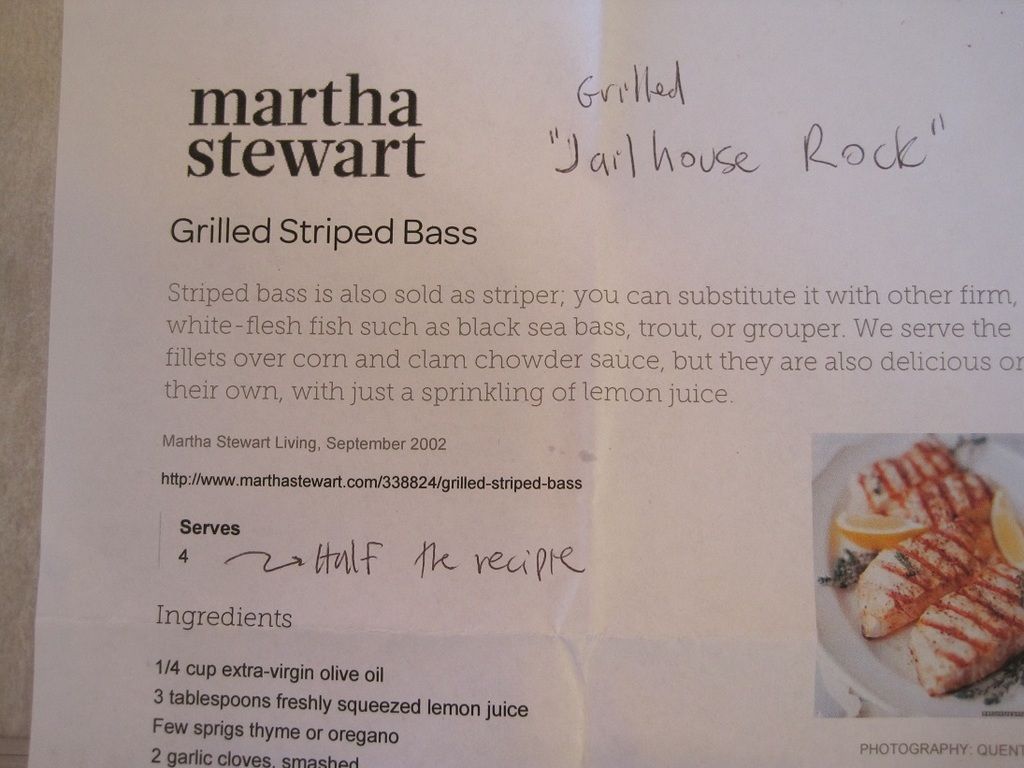 martha
stewart
Grilled
"Jailhouse Rock"
Grilled Striped Bass
Striped bass is also sold as striper; you can substitute it with other firm,
white-flesh fish such as black sea bass, trout, or grouper. We serve the
fillets over corn and clam chowder sauce, but they are also delicious on
their own, with just a sprinkling of lemon juice.
Martha Stewart Living, September 2002
http://www.marthastewart.com/338824/grilled-striped-bass
Serves
4 → Half the recipie
Ingredients
1/4 cup extra-virgin olive oil
3 tablespoons freshly squeezed lemon juice
Few sprigs thyme or oregano
2 garlic cloves, smashed
PHOTOGRAPHY: QUENT